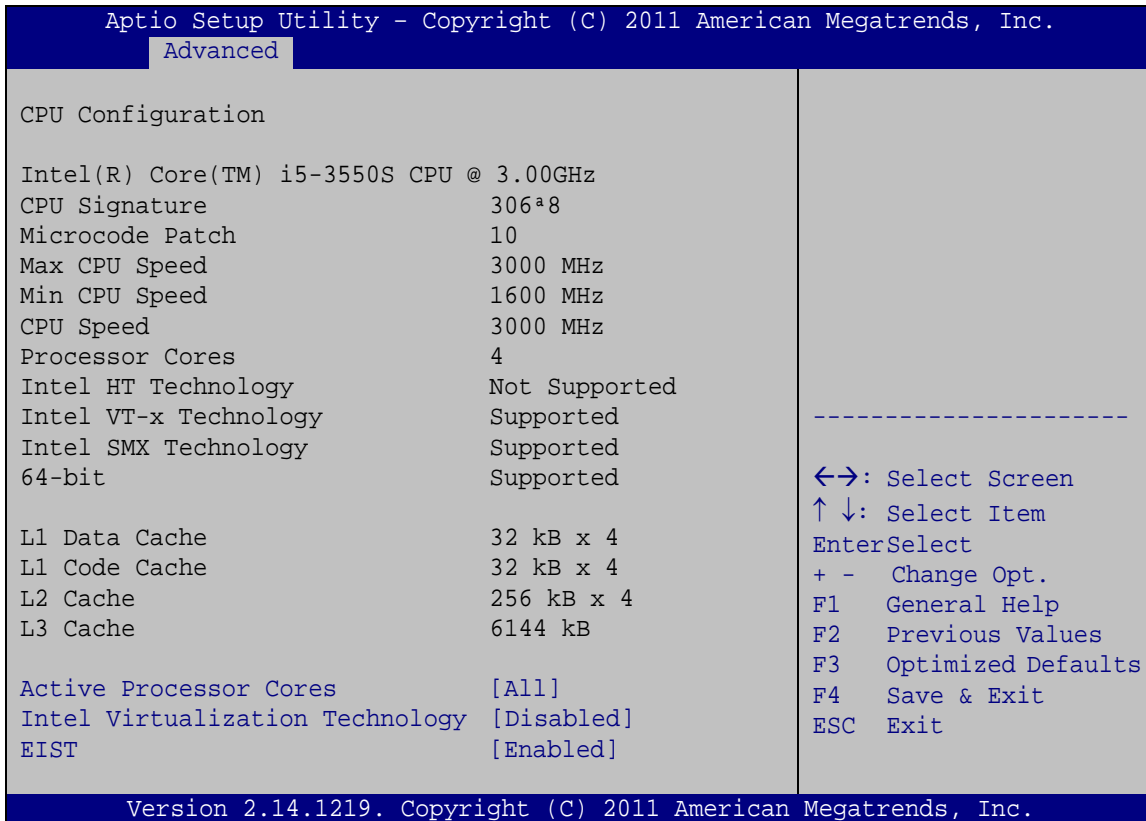 Aptio Setup Utility – Copyright (C) 2011 American Megatrends, Inc.
Advanced
CPU Configuration
Intel(R) Core(TM) i5-3550S CPU @ 3.00GHz
CPU Signature 306ª8
Microcode Patch 10
Max CPU Speed 3000 MHz
Min CPU Speed 1600 MHz
CPU Speed 3000 MHz
Processor Cores 4
Intel HT Technology Not Supported
Intel VT-x Technology Supported
Intel SMX Technology Supported
64-bit Supported
L1 Data Cache 32 kB x 4
L1 Code Cache 32 kB x 4
L2 Cache 256 kB x 4
L3 Cache 6144 kB
Active Processor Cores [All]
Intel Virtualization Technology [Disabled]
EIST [Enabled]
----------------------
←→: Select Screen
↑ ↓: Select Item
EnterSelect
+ - Change Opt.
F1 General Help
F2 Previous Values
F3 Optimized Defaults
F4 Save & Exit
ESC Exit
Version 2.14.1219. Copyright (C) 2011 American Megatrends, Inc.